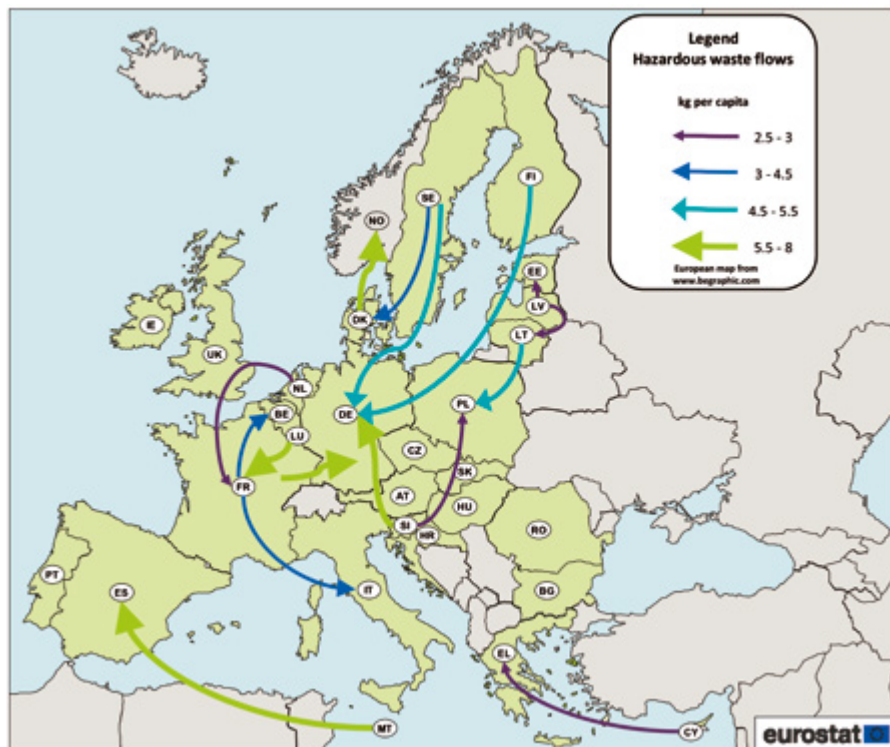 Legend
Hazardous waste flows
kg per capita
2.5 - 3
3 - 4.5
4.5 - 5.5
5.5 - 8
European map from
www.begraphic.com
FI
SE
NO
EE
LV
DK
LT
IE
UK
NL
PL
BE
DE
LU
CZ
SK
FR
AT
HU
SI
RO
HR
PT
IT
ES
BG
EL
MT
CY
eurostat